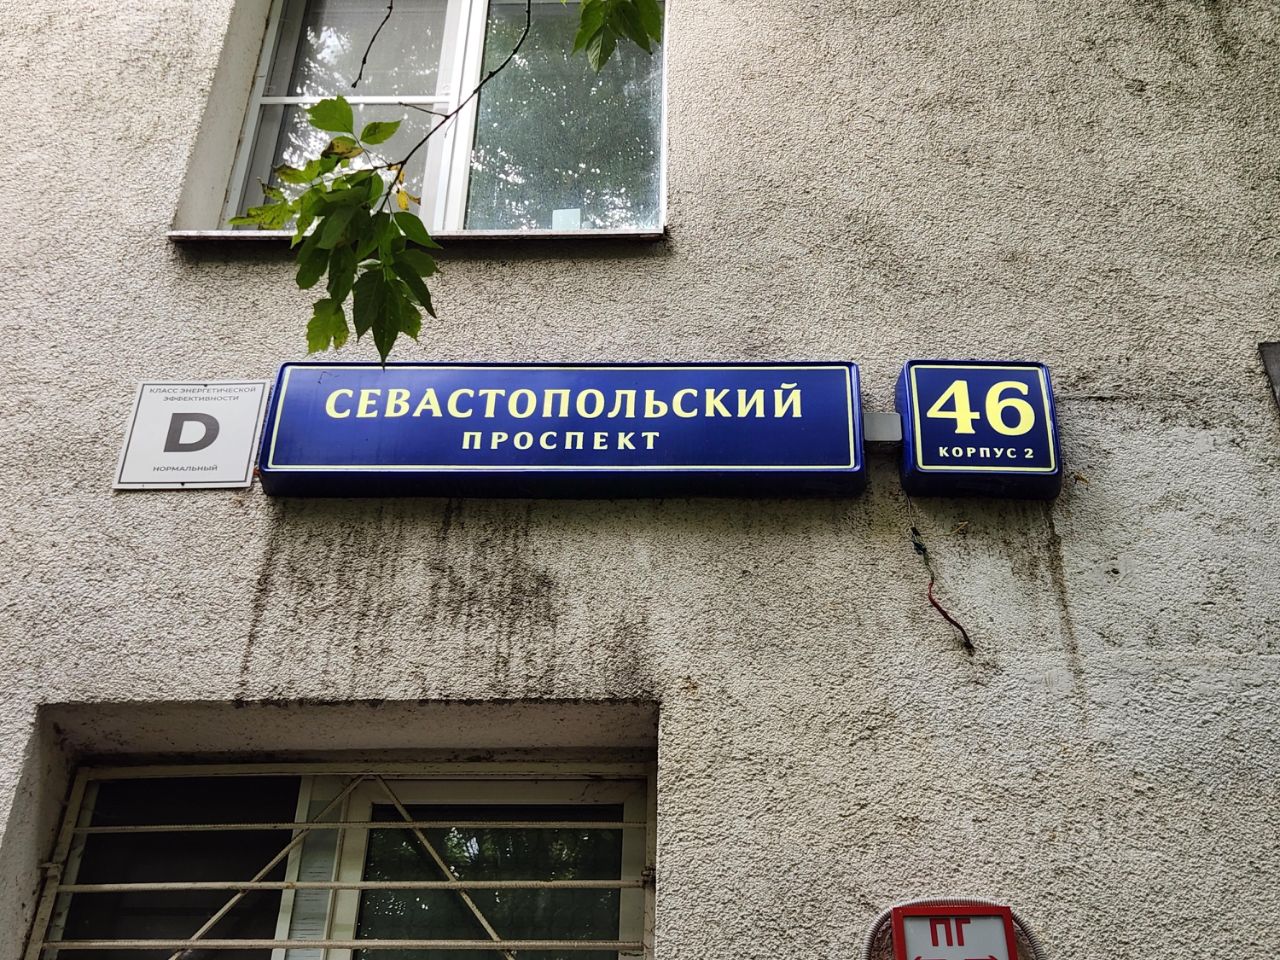 КЛАСС ЭНЕРГЕТИЧЕСКОЙ
ЭФФЕКТИВНОСТИ
D
НОРМАЛЬНЫЙ
СЕВАСТОПОЛЬСКИЙ
ПРОСПЕКТ
46
КОРПУС 2
ПГ